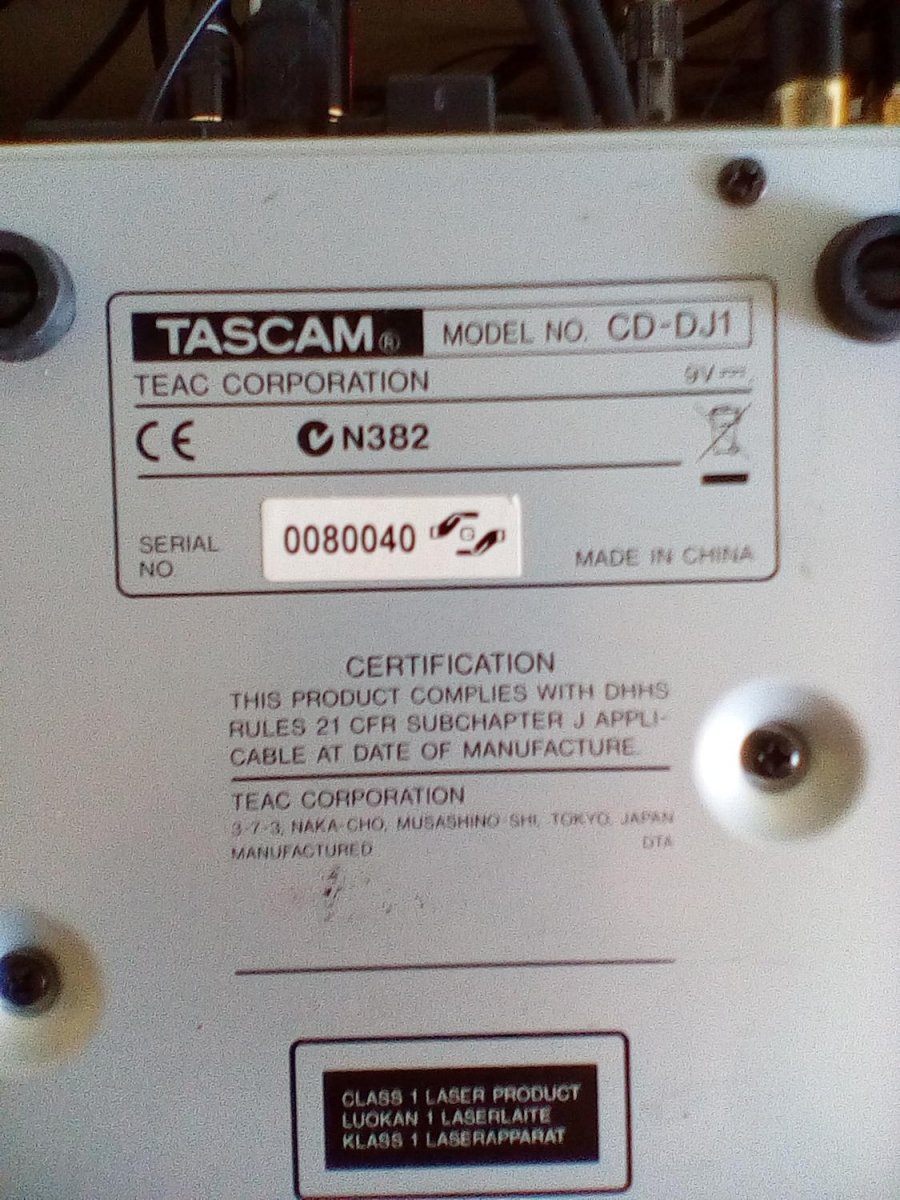 TASCAM® MODEL NO. CD-DJ1
TEAC CORPORATION 9V
CE N382
SERIAL NO 0080040 MADE IN CHINA
CERTIFICATION
THIS PRODUCT COMPLIES WITH DHHS
RULES 21 CFR SUBCHAPTER J APPLI-
CABLE AT DATE OF MANUFACTURE.
TEAC CORPORATION
3-7-3, NAKA-CHO, MUSASHINO-SHI, TOKYO, JAPAN
MANUFACTURED DTA
CLASS 1 LASER PRODUCT
LUOKAN 1 LASERLAITE
KLASS 1 LASERAPPARAT